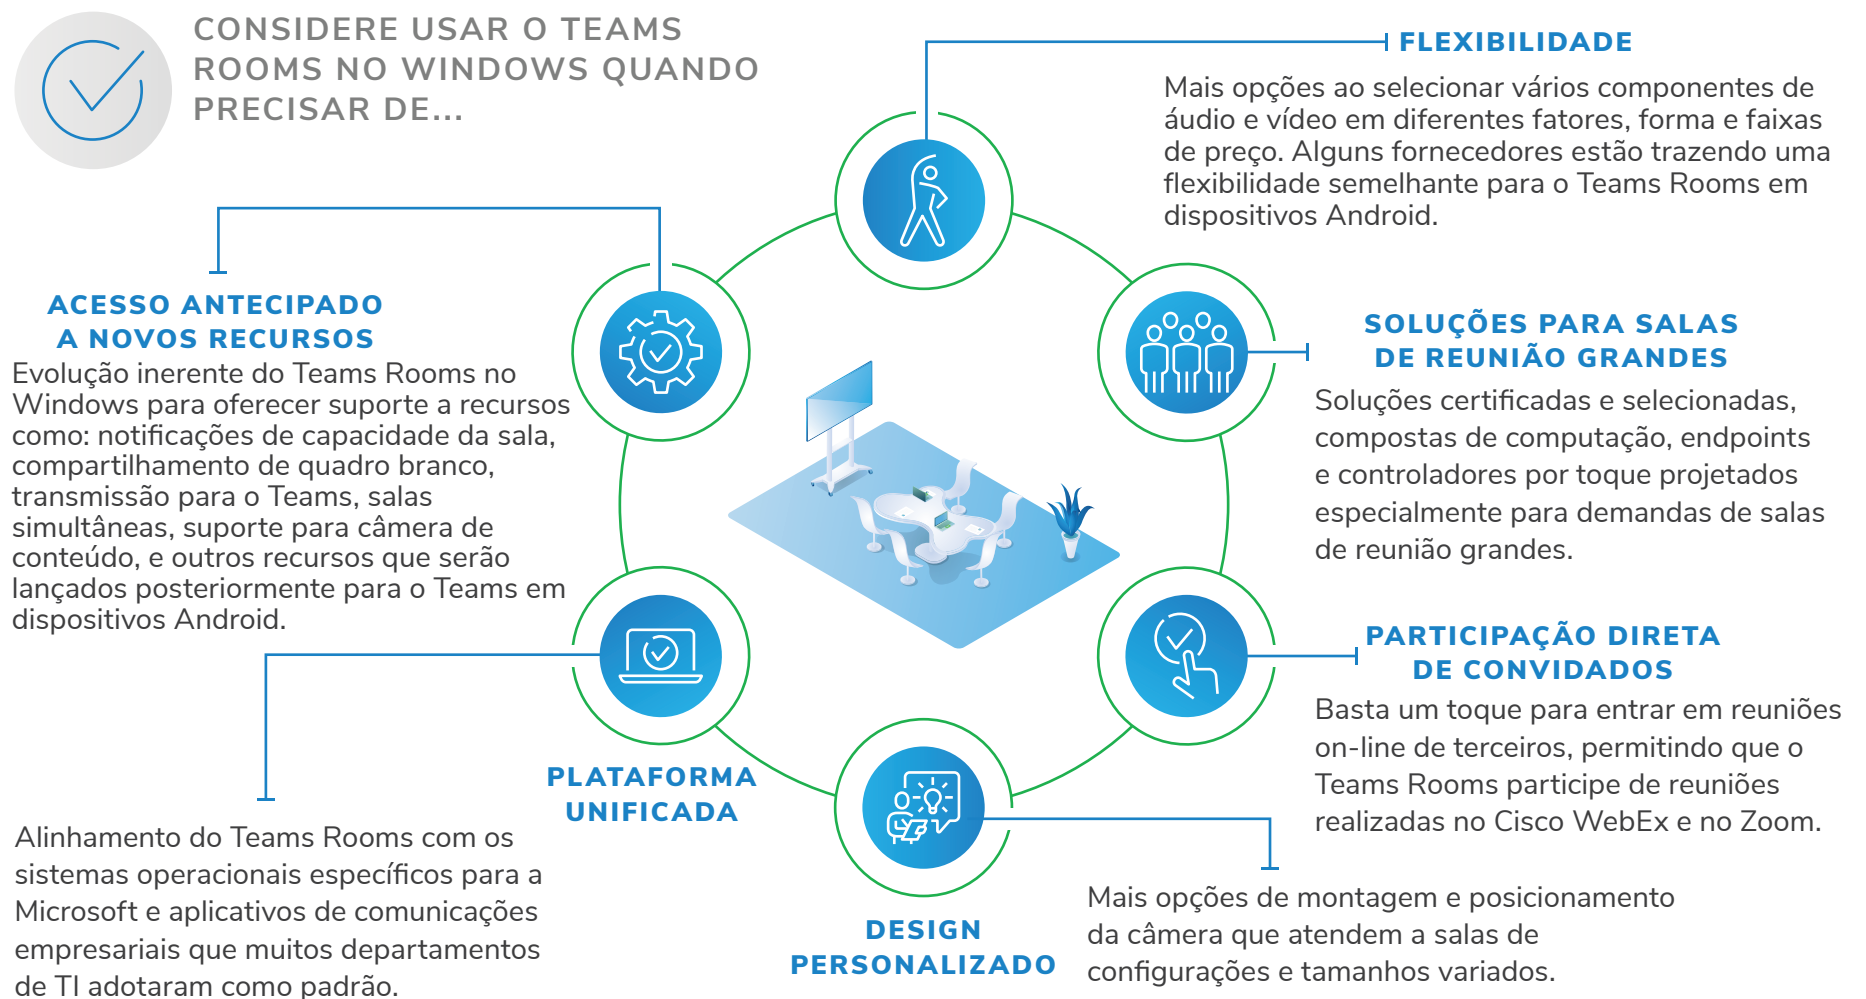 CONSIDERE USAR O TEAMS
ROOMS NO WINDOWS QUANDO
PRECISAR DE...
FLEXIBILIDADE
Mais opções ao selecionar vários componentes de
áudio e vídeo em diferentes fatores, forma e faixas
de preço. Alguns fornecedores estão trazendo uma
flexibilidade semelhante para o Teams Rooms em
dispositivos Android.
SOLUÇÕES PARA SALAS
DE REUNIÃO GRANDES
Soluções certificadas e selecionadas,
compostas de computação, endpoints
e controladores por toque projetados
especialmente para demandas de salas
de reunião grandes.
PARTICIPAÇÃO DIRETA
DE CONVIDADOS
Basta um toque para entrar em reuniões
on-line de terceiros, permitindo que o
Teams Rooms participe de reuniões
realizadas no Cisco WebEx e no Zoom.
DESIGN
PERSONALIZADO
Mais opções de montagem e posicionamento
da câmera que atendem a salas de
configurações e tamanhos variados.
PLATAFORMA
UNIFICADA
Alinhamento do Teams Rooms com os
sistemas operacionais específicos para a
Microsoft e aplicativos de comunicações
empresariais que muitos departamentos
de TI adotaram como padrão.
ACESSO ANTECIPADO
A NOVOS RECURSOS
Evolução inerente do Teams Rooms no
Windows para oferecer suporte a recursos
como: notificações de capacidade da sala,
compartilhamento de quadro branco,
transmissão para o Teams, salas
simultâneas, suporte para câmera de
conteúdo, e outros recursos que serão
lançados posteriormente para o Teams em
dispositivos Android.